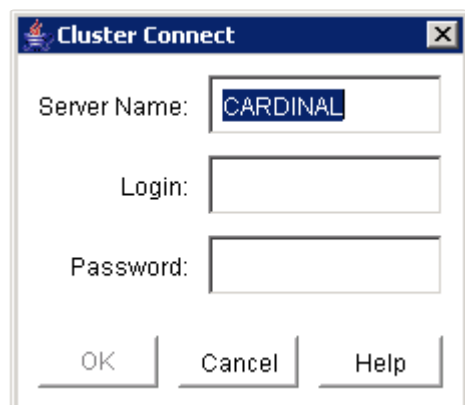 Cluster Connect
Server Name: CARDINAL
Login:
Password:
OK Cancel Help